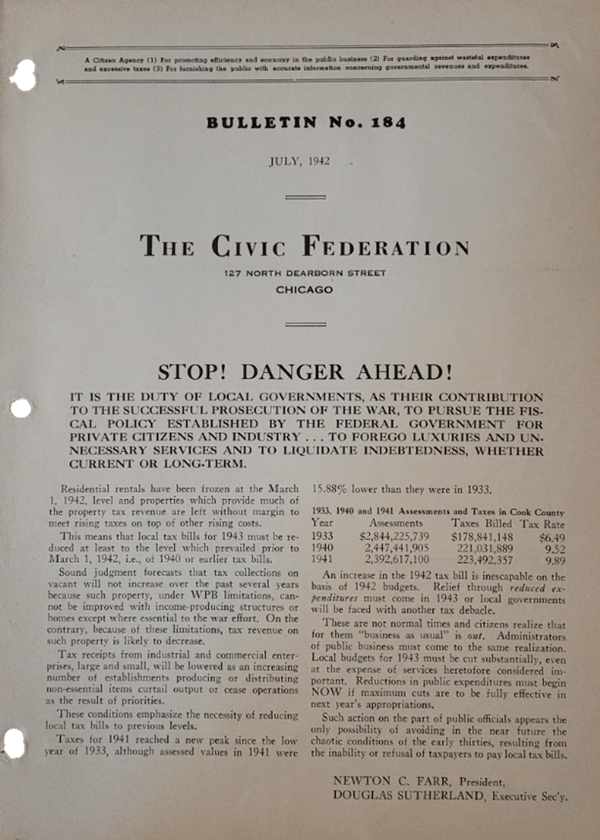 A Citizen Agency (1) For promoting efficiency and economy in the public business (2) For guarding against wasteful expenditures
and excessive taxes (3) For furnishing the public with accurate information concerning governmental revenues and expenditures.
BULLETIN No. 184
JULY, 1942
THE CIVIC FEDERATION
127 NORTH DEARBORN STREET
CHICAGO
STOP! DANGER AHEAD!
IT IS THE DUTY OF LOCAL GOVERNMENTS, AS THEIR CONTRIBUTION
TO THE SUCCESSFUL PROSECUTION OF THE WAR, TO PURSUE THE FIS-
CAL POLICY ESTABLISHED BY THE FEDERAL GOVERNMENT FOR
PRIVATE CITIZENS AND INDUSTRY . . . TO FOREGO LUXURIES AND UN-
NECESSARY SERVICES AND TO LIQUIDATE INDEBTEDNESS, WHETHER
CURRENT OR LONG-TERM.
Residential rentals have been frozen at the March
1, 1942, level and properties which provide much of
the property tax revenue are left without margin to
meet rising taxes on top of other rising costs.
This means that local tax bills for 1943 must be re-
duced at least to the level which prevailed prior to
March 1, 1942, i.e., of 1940 or earlier tax bills.
Sound judgment forecasts that tax collections on
vacant will not increase over the past several years
because such property, under WPB limitations, can-
not be improved with income-producing structures or
homes except where essential to the war effort. On the
contrary, because of these limitations, tax revenue on
such property is likely to decrease.
Tax receipts from industrial and commercial enter-
prises, large and small, will be lowered as an increasing
number of establishments producing or distributing
non-essential items curtail output or cease operations
as the result of priorities.
These conditions emphasize the necessity of reducing
local tax bills to previous levels.
Taxes for 1941 reached a new peak since the low
year of 1933, although assessed values in 1941 were
15.88% lower than they were in 1933.
1933, 1940 and 1941 Assessments and Taxes in Cook County
Year Assessments Taxes Billed Tax Rate
1933 $2,844,225,739 $178,841,148 $6.49
1940 2,447,441,905 221,031,889 9.52
1941 2,392,617,100 223,492,357 9.89
An increase in the 1942 tax bill is inescapable on the
basis of 1942 budgets. Relief through reduced ex-
penditures must come in 1943 or local governments
will be faced with another tax debacle.
These are not normal times and citizens realize that
for them "business as usual" is out. Administrators
of public business must come to the same realization.
Local budgets for 1943 must be cut substantially, even
at the expense of services heretofore considered im-
portant. Reductions in public expenditures must begin
NOW if maximum cuts are to be fully effective in
next year's appropriations.
Such action on the part of public officials appears the
only possibility of avoiding in the near future the
chaotic conditions of the early thirties, resulting from
the inability or refusal of taxpayers to pay local tax bills.
NEWTON C. FARR, President,
DOUGLAS SUTHERLAND, Executive Sec'y.